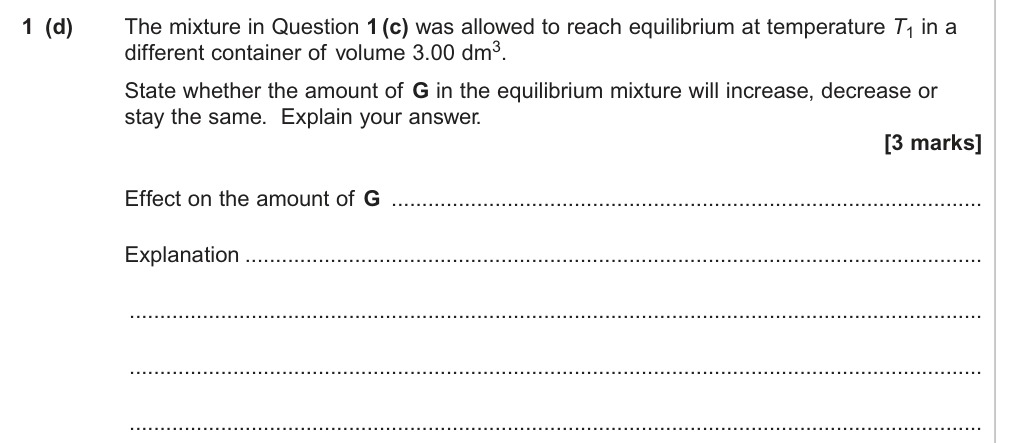 1 (d) The mixture in Question 1 (c) was allowed to reach equilibrium at temperature T₁ in a
different container of volume 3.00 dm³.
State whether the amount of G in the equilibrium mixture will increase, decrease or
stay the same. Explain your answer.
[3 marks]
Effect on the amount of G
Explanation